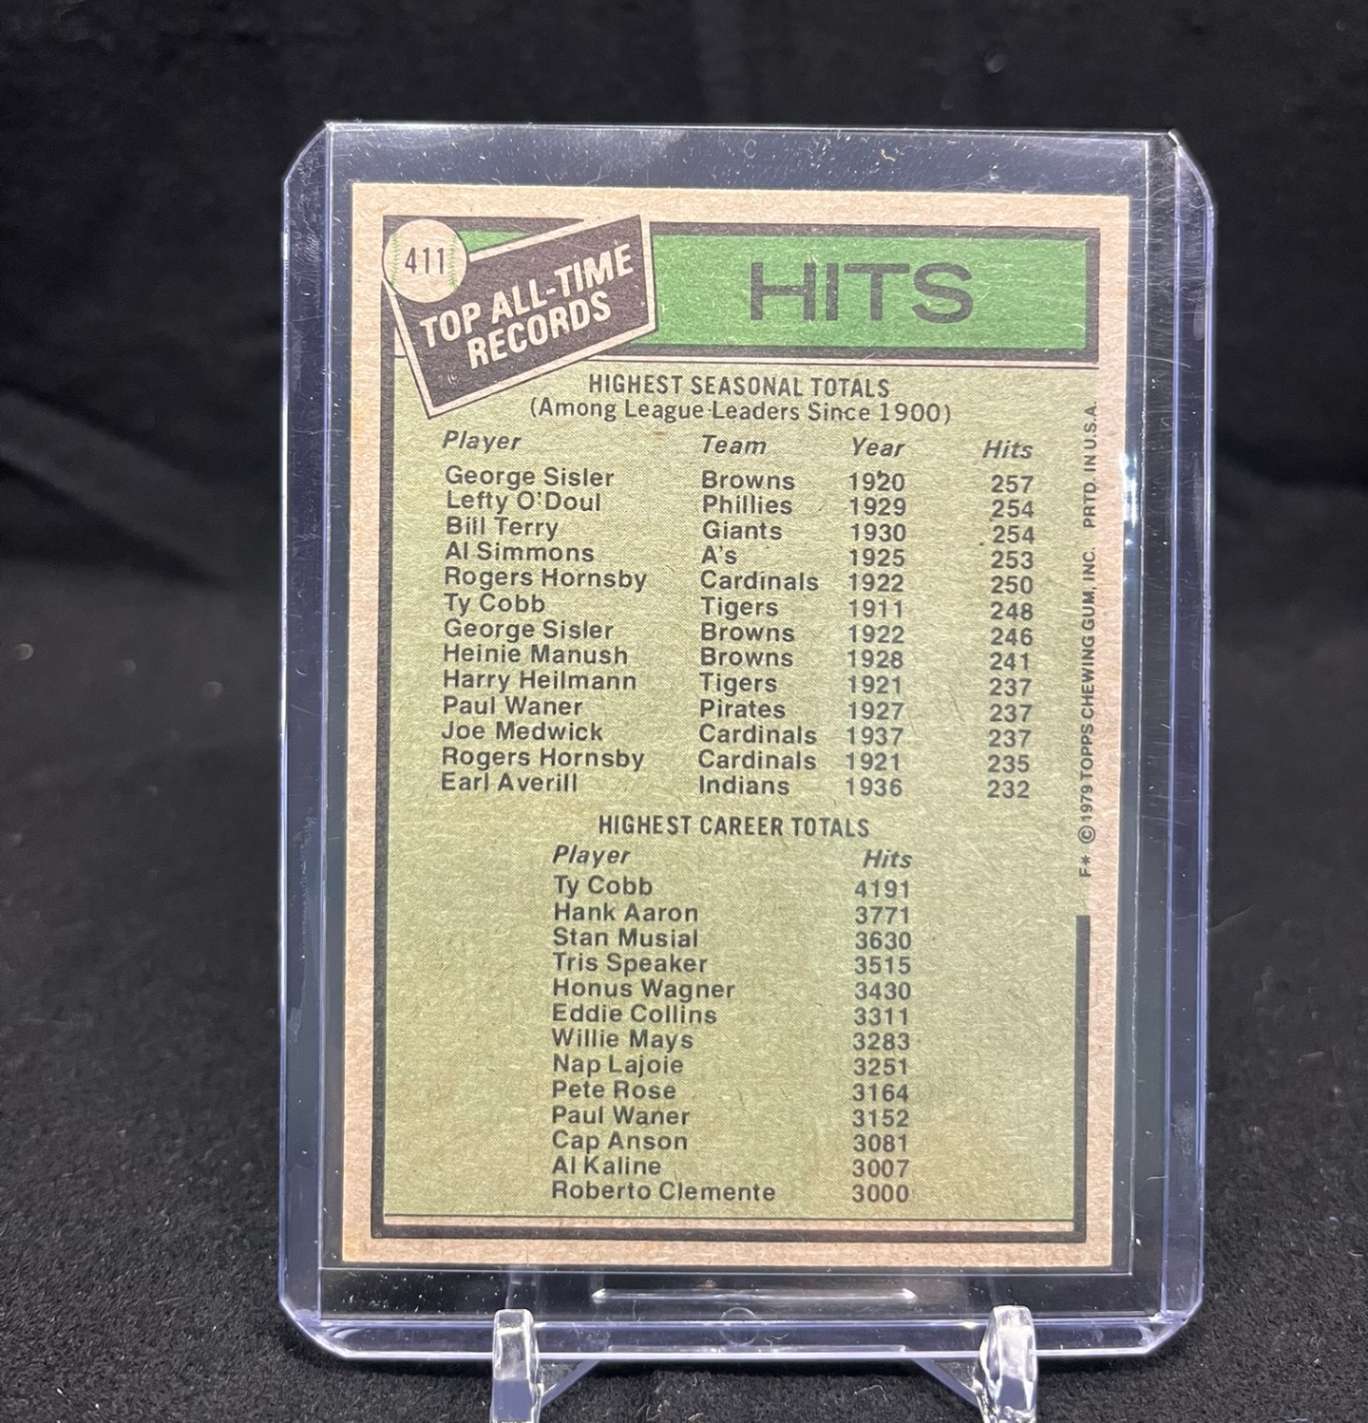 411
TOP ALL-TIME
RECORDS
HITS
HIGHEST SEASONAL TOTALS
(Among League Leaders Since 1900)
Player Team Year Hits
George Sisler Browns 1920 257
Lefty O'Doul Phillies 1929 254
Bill Terry Giants 1930 254
Al Simmons A's 1925 253
Rogers Hornsby Cardinals 1922 250
Ty Cobb Tigers 1911 248
George Sisler Browns 1922 246
Heinie Manush Browns 1928 241
Harry Heilmann Tigers 1921 237
Paul Waner Pirates 1927 237
Joe Medwick Cardinals 1937 237
Rogers Hornsby Cardinals 1921 235
Earl Averill Indians 1936 232
HIGHEST CAREER TOTALS
Player Hits
Ty Cobb 4191
Hank Aaron 3771
Stan Musial 3630
Tris Speaker 3515
Honus Wagner 3430
Eddie Collins 3311
Willie Mays 3283
Nap Lajoie 3251
Pete Rose 3164
Paul Waner 3152
Cap Anson 3081
Al Kaline 3007
Roberto Clemente 3000
F* © 1979 TOPPS CHEWING GUM, INC. PRTD. IN U.S.A.